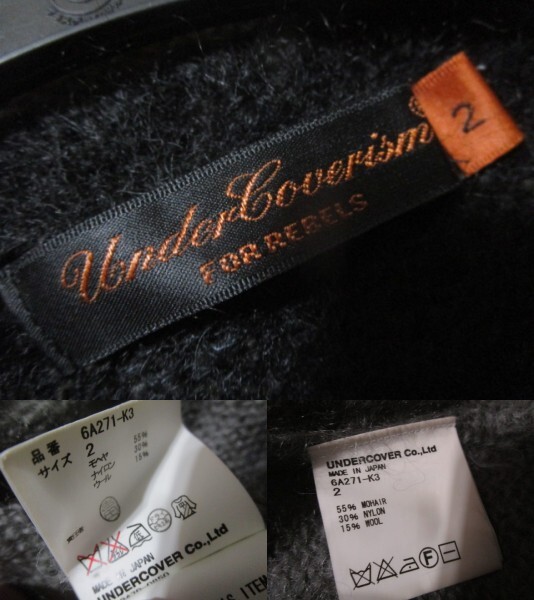 UnderCoverism
FOR REBELS
2
品番 6A271-K3
サイズ 2
モヘヤ 55%
ナイロン 30%
ウール 15%
UNDERCOVER Co.,Ltd
MADE IN JAPAN
UNDERCOVER Co.,Ltd
MADE IN JAPAN
6A271-K3
2
55% MOHAIR
30% NYLON
15% WOOL
F